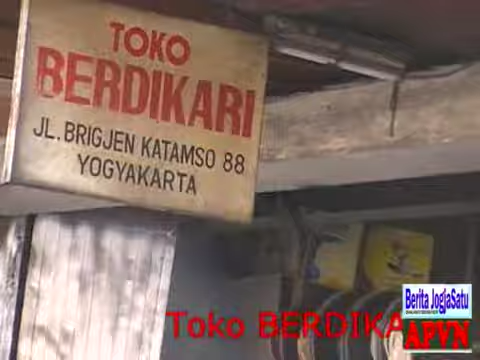 TOKO
BERDIKARI
JL. BRIGJEN KATAMSO 88
YOGYAKARTA
Berita JogjaSatu
Toko BERDIKA
APVN